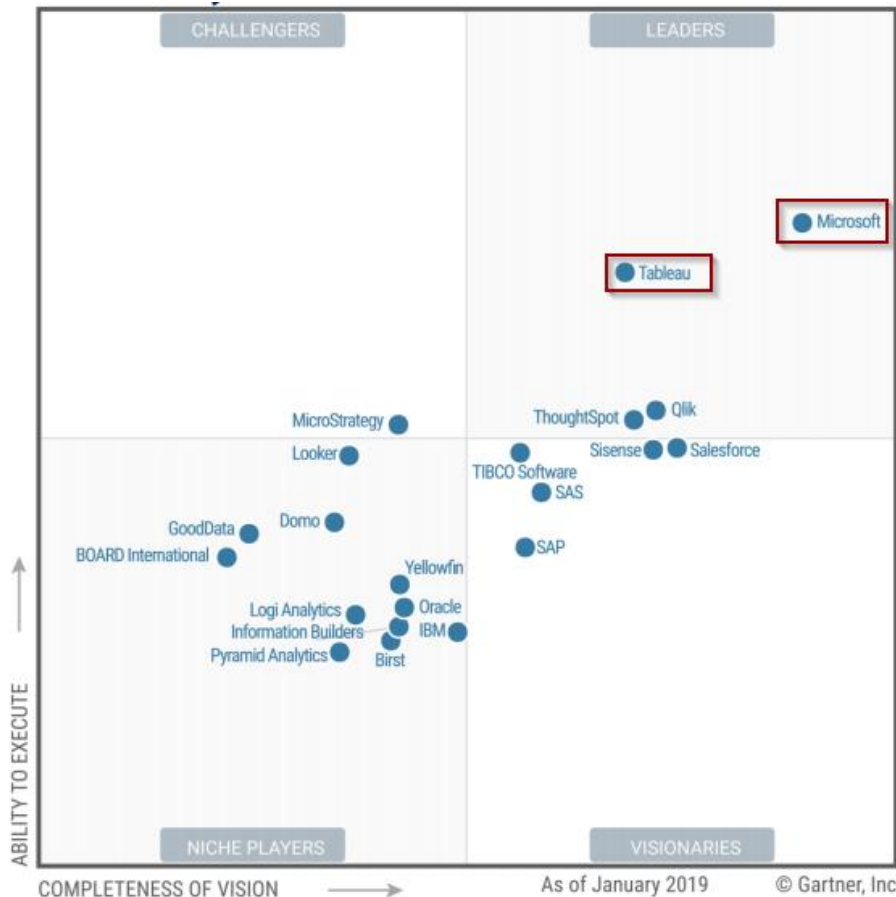 CHALLENGERS
LEADERS
Microsoft
Tableau
Qlik
ThoughtSpot
MicroStrategy
Looker
Sisense
Salesforce
TIBCO Software
SAS
Domo
GoodData
BOARD International
SAP
Yellowfin
Oracle
Logi Analytics
Information Builders
IBM
Pyramid Analytics
Birst
ABILITY TO EXECUTE
NICHE PLAYERS
VISIONARIES
COMPLETENESS OF VISION
As of January 2019
© Gartner, Inc